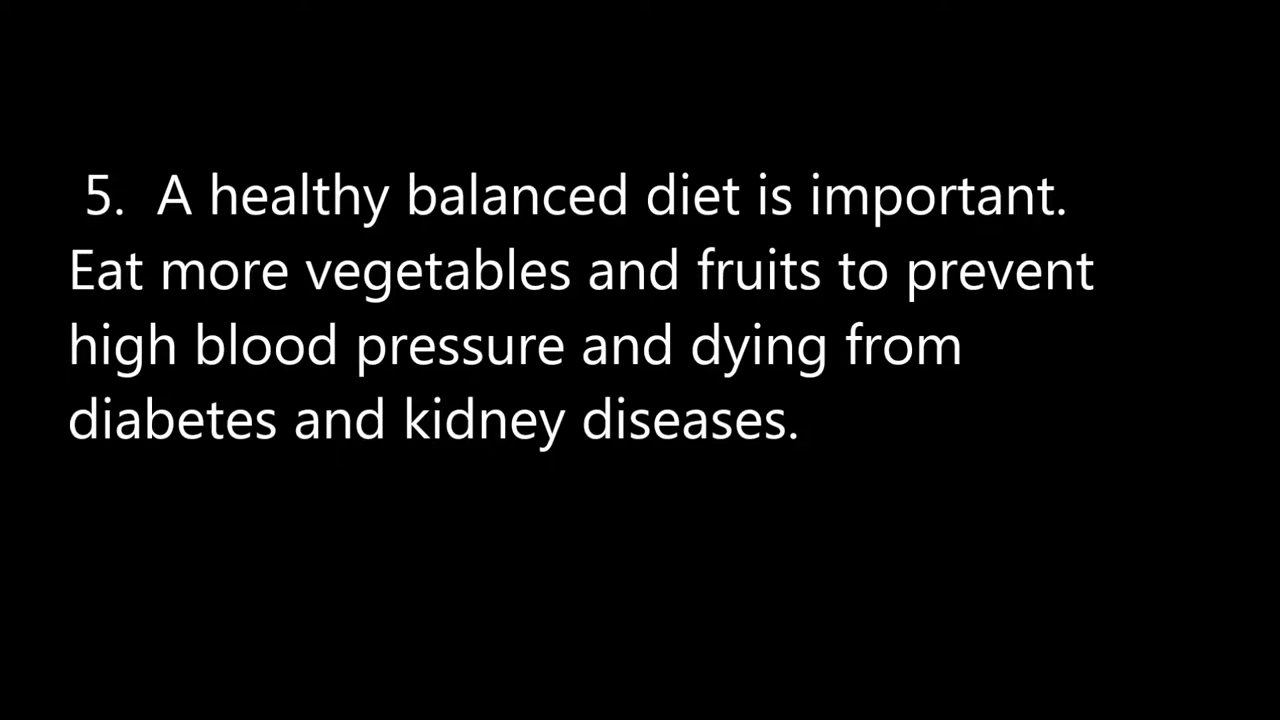 5. A healthy balanced diet is important.
Eat more vegetables and fruits to prevent
high blood pressure and dying from
diabetes and kidney diseases.